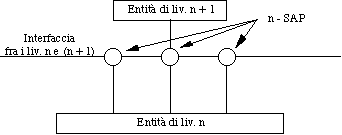 Entità di liv. n + 1
n - SAP
Interfaccia
fra i liv. n e (n + 1)
Entità di liv. n